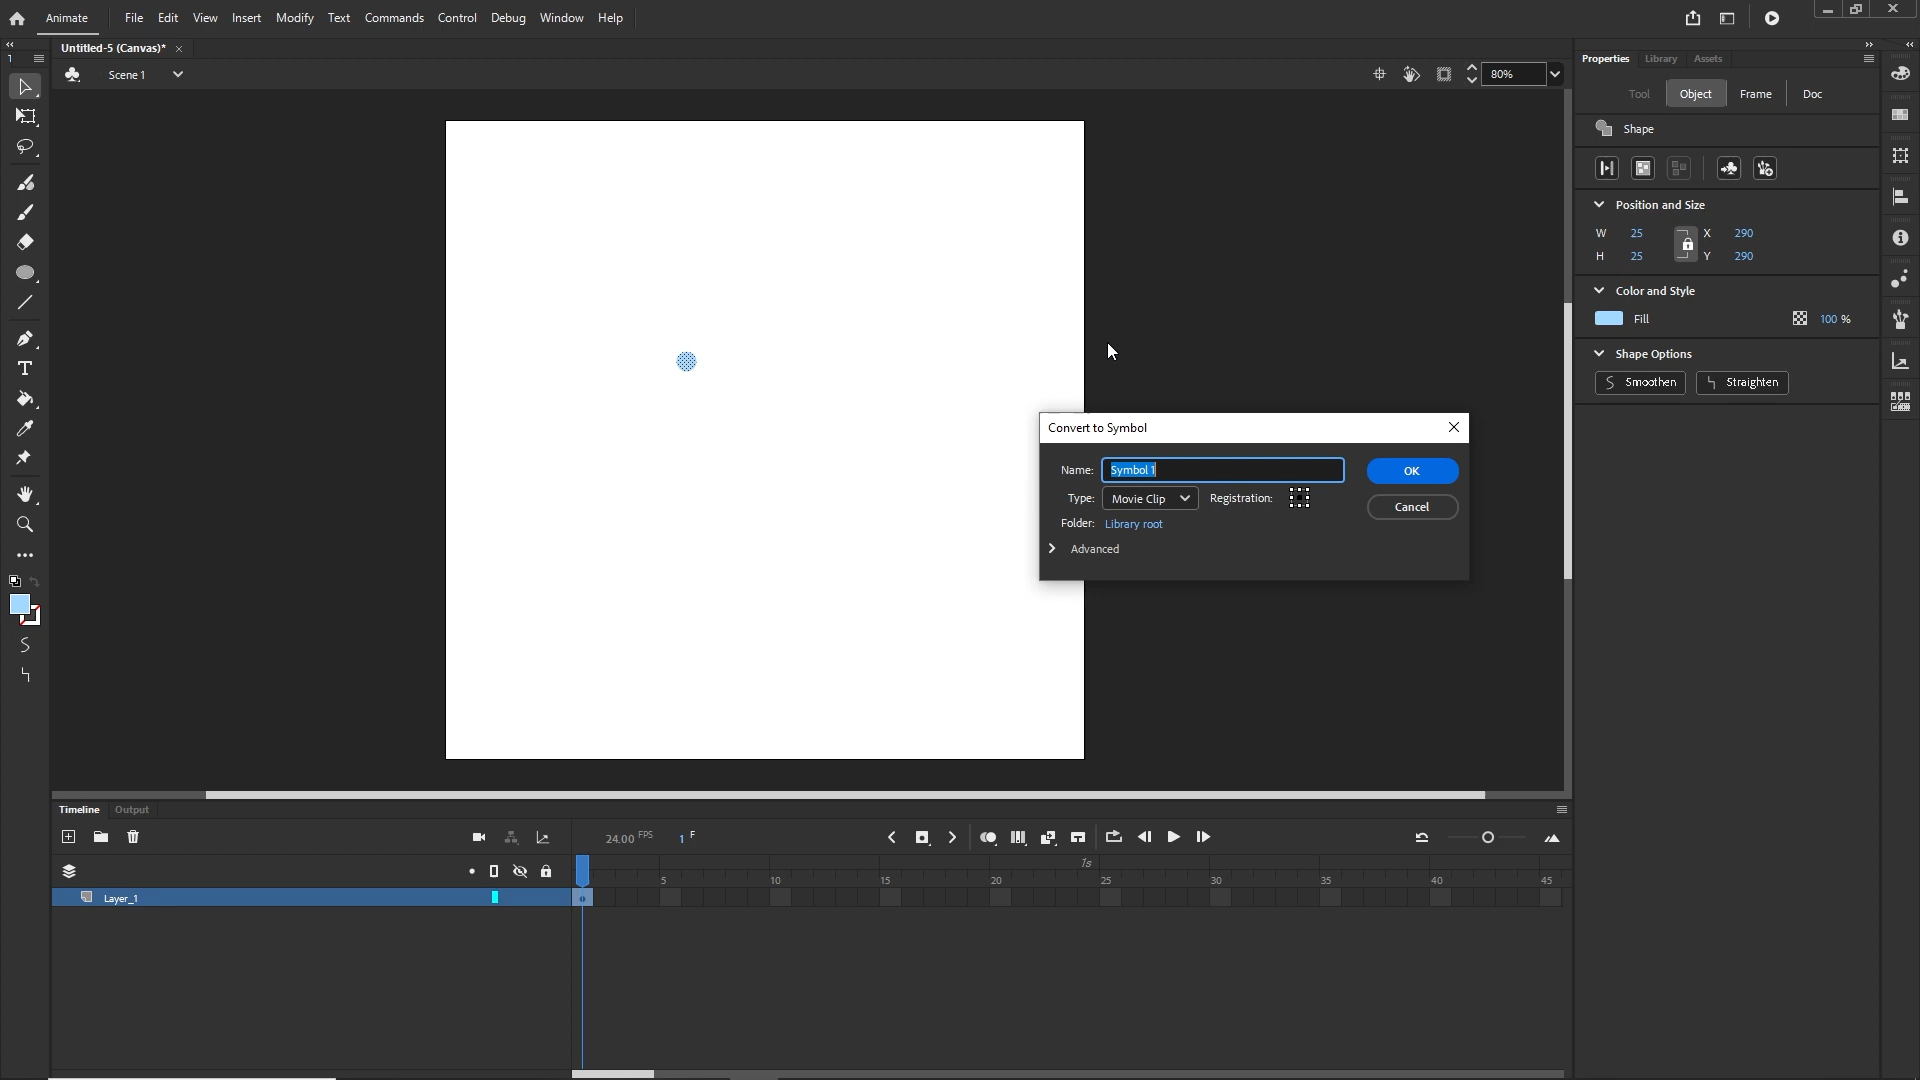 Animate File Edit View Insert Modify Text Commands Control Debug Window Help
Untitled-5 (Canvas)* ×
Scene 1
80%
Properties Library Assets
Tool Object Frame Doc
Shape
Position and Size
W 25 X 290
H 25 Y 290
Color and Style
Fill 100 %
Shape Options
Smoothen Straighten
Convert to Symbol
Name: Symbol 1 OK
Type: Movie Clip Registration: Cancel
Folder: Library root
Advanced
Timeline Output
24.00 FPS 1 F
1s
5 10 15 20 25 30 35 40 45
Layer_1